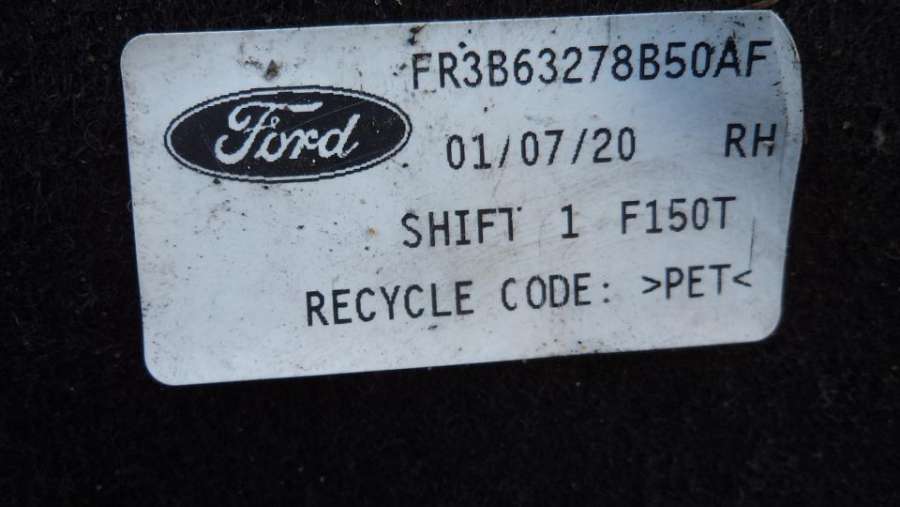 FR3B63278B50AF
Ford
01/07/20 RH
SHIFT 1 F150T
RECYCLE CODE: >PET<